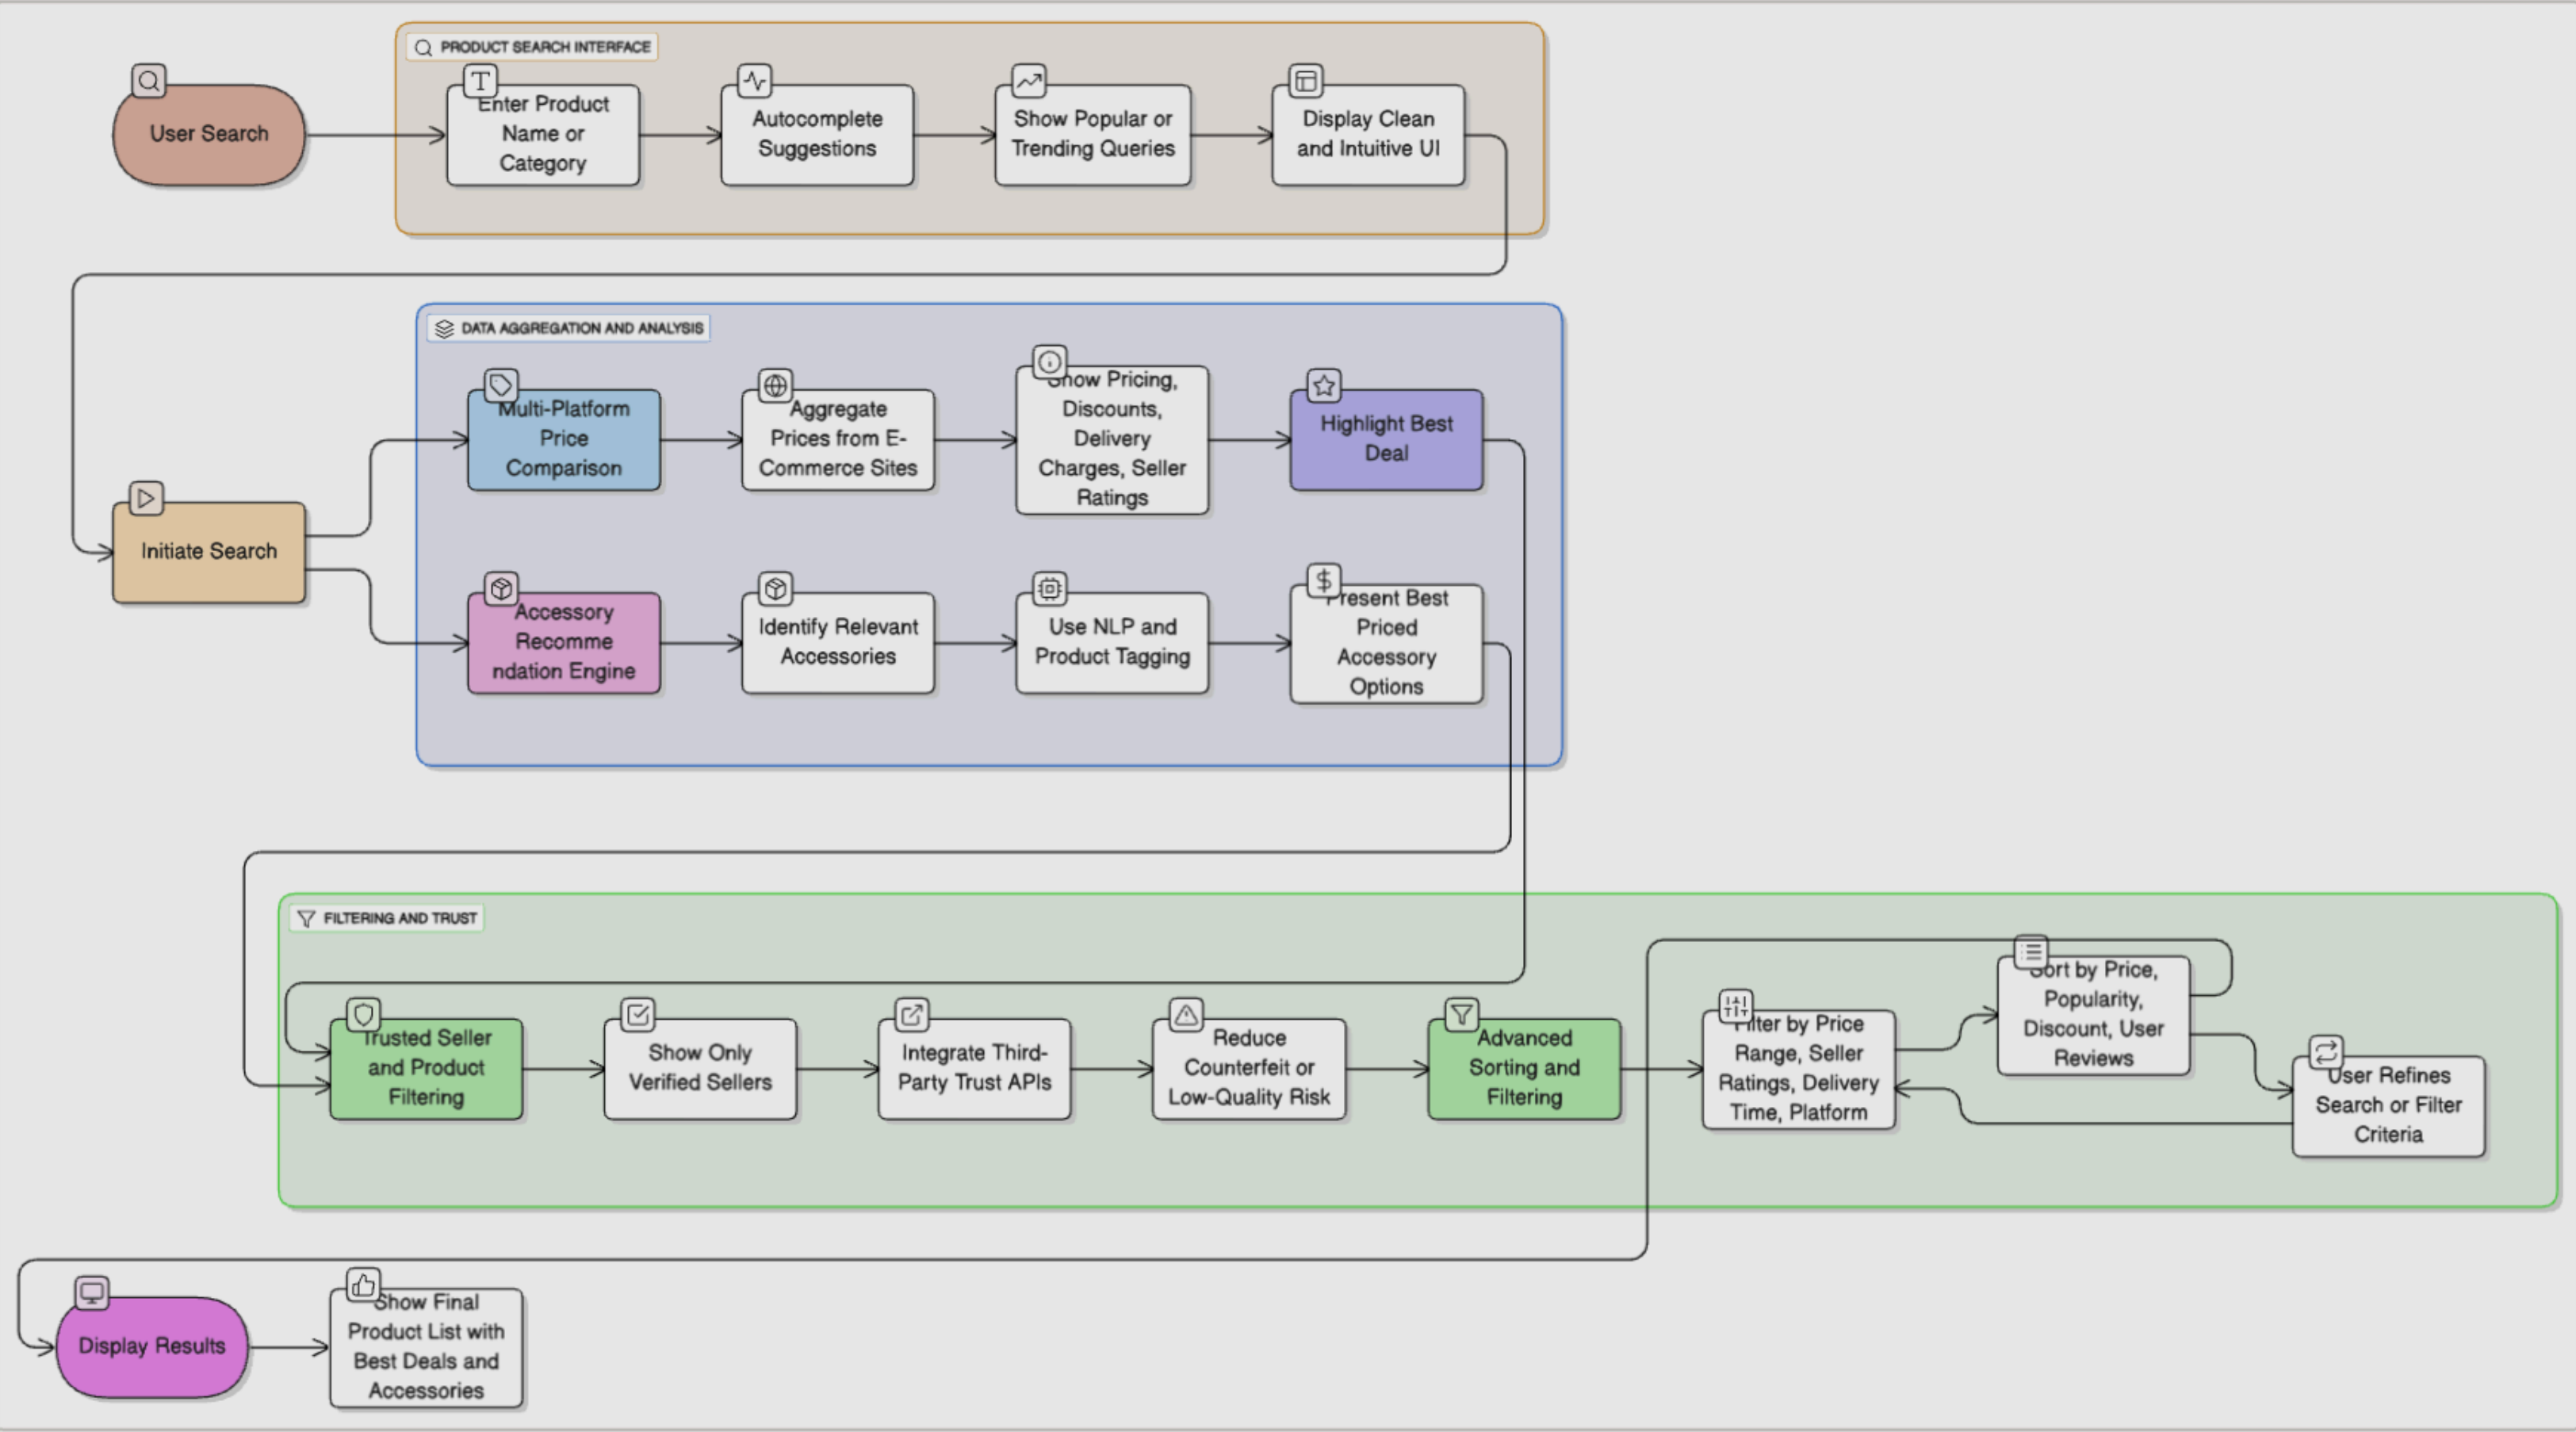 PRODUCT SEARCH INTERFACE
User Search
Enter Product
Name or
Category
Autocomplete
Suggestions
Show Popular or
Trending Queries
Display Clean
and Intuitive UI
DATA AGGREGATION AND ANALYSIS
Multi-Platform
Price
Comparison
Aggregate
Prices from E-
Commerce Sites
Show Pricing,
Discounts,
Delivery
Charges, Seller
Ratings
Highlight Best
Deal
Initiate Search
Accessory
Recomme
ndation Engine
Identify Relevant
Accessories
Use NLP and
Product Tagging
Present Best
Priced
Accessory
Options
FILTERING AND TRUST
Trusted Seller
and Product
Filtering
Show Only
Verified Sellers
Integrate Third-
Party Trust APIs
Reduce
Counterfeit or
Low-Quality Risk
Advanced
Sorting and
Filtering
Filter by Price
Range, Seller
Ratings, Delivery
Time, Platform
Sort by Price,
Popularity,
Discount, User
Reviews
User Refines
Search or Filter
Criteria
Display Results
Show Final
Product List with
Best Deals and
Accessories